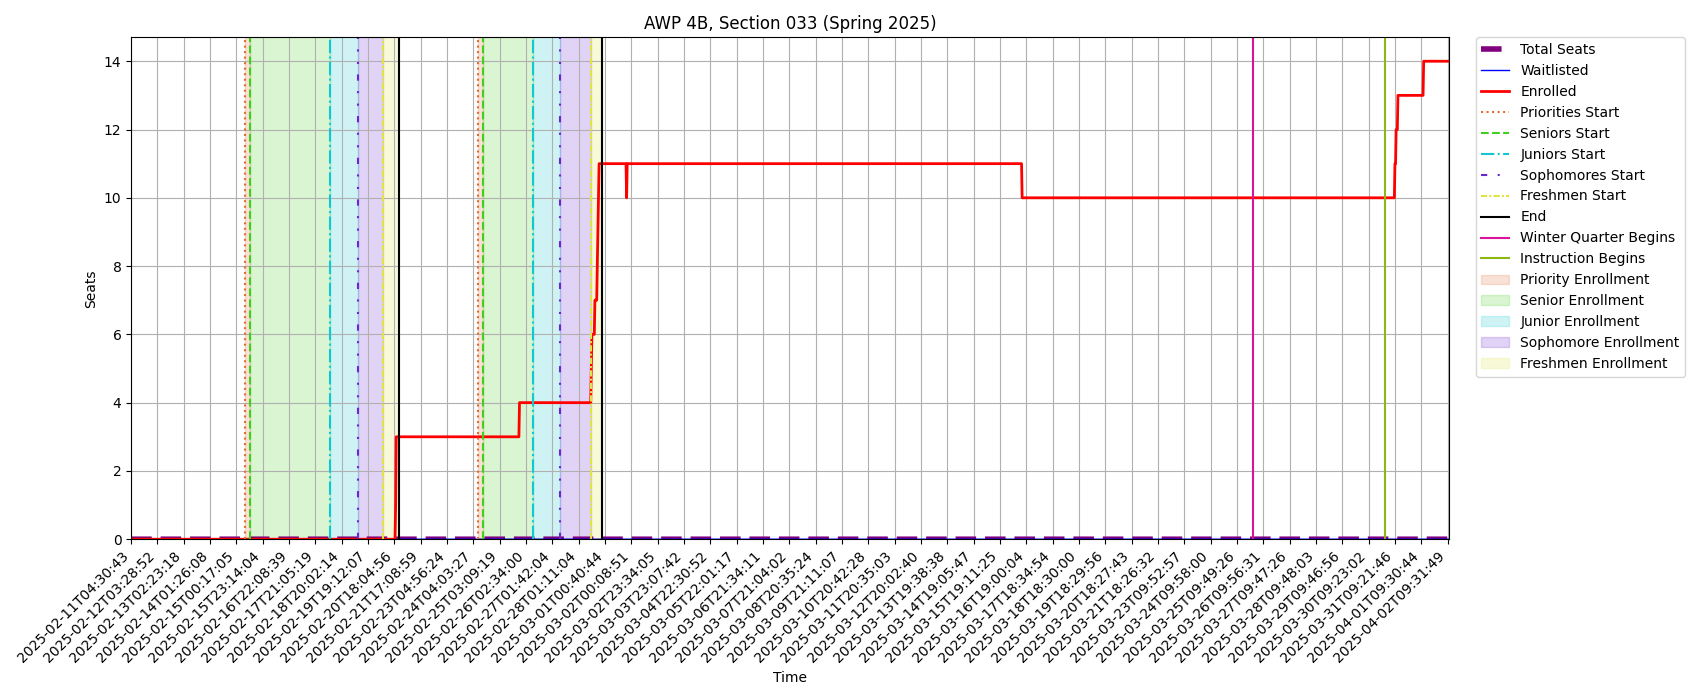 AWP 4B, Section 033 (Spring 2025)
Seats
14
12
10
8
6
4
2
0
2025-02-11T04:30:43
2025-02-12T03:28:52
2025-02-13T02:23:18
2025-02-14T01:26:08
2025-02-15T00:17:05
2025-02-15T23:14:04
2025-02-16T22:08:39
2025-02-17T21:05:19
2025-02-18T20:02:14
2025-02-19T19:12:07
2025-02-20T18:04:56
2025-02-21T17:08:59
2025-02-23T04:56:24
2025-02-24T04:03:27
2025-02-25T03:09:19
2025-02-26T02:34:00
2025-02-27T01:42:04
2025-02-28T01:11:04
2025-03-01T00:40:44
2025-03-02T00:08:51
2025-03-02T23:34:05
2025-03-03T23:07:42
2025-03-04T22:30:52
2025-03-05T22:01:17
2025-03-06T21:34:11
2025-03-07T21:04:02
2025-03-08T20:35:24
2025-03-09T21:11:07
2025-03-10T20:42:28
2025-03-11T20:35:03
2025-03-12T20:02:40
2025-03-13T19:38:38
2025-03-14T19:05:47
2025-03-15T19:11:25
2025-03-16T19:00:04
2025-03-17T18:34:54
2025-03-18T18:30:00
2025-03-19T18:29:56
2025-03-20T18:27:43
2025-03-21T18:26:32
2025-03-23T09:52:57
2025-03-24T09:58:00
2025-03-25T09:49:26
2025-03-26T09:56:31
2025-03-27T09:47:26
2025-03-28T09:48:03
2025-03-29T09:46:56
2025-03-30T09:23:02
2025-03-31T09:21:46
2025-04-01T09:30:44
2025-04-02T09:31:49
Time
Total Seats
Waitlisted
Enrolled
Priorities Start
Seniors Start
Juniors Start
Sophomores Start
Freshmen Start
End
Winter Quarter Begins
Instruction Begins
Priority Enrollment
Senior Enrollment
Junior Enrollment
Sophomore Enrollment
Freshmen Enrollment